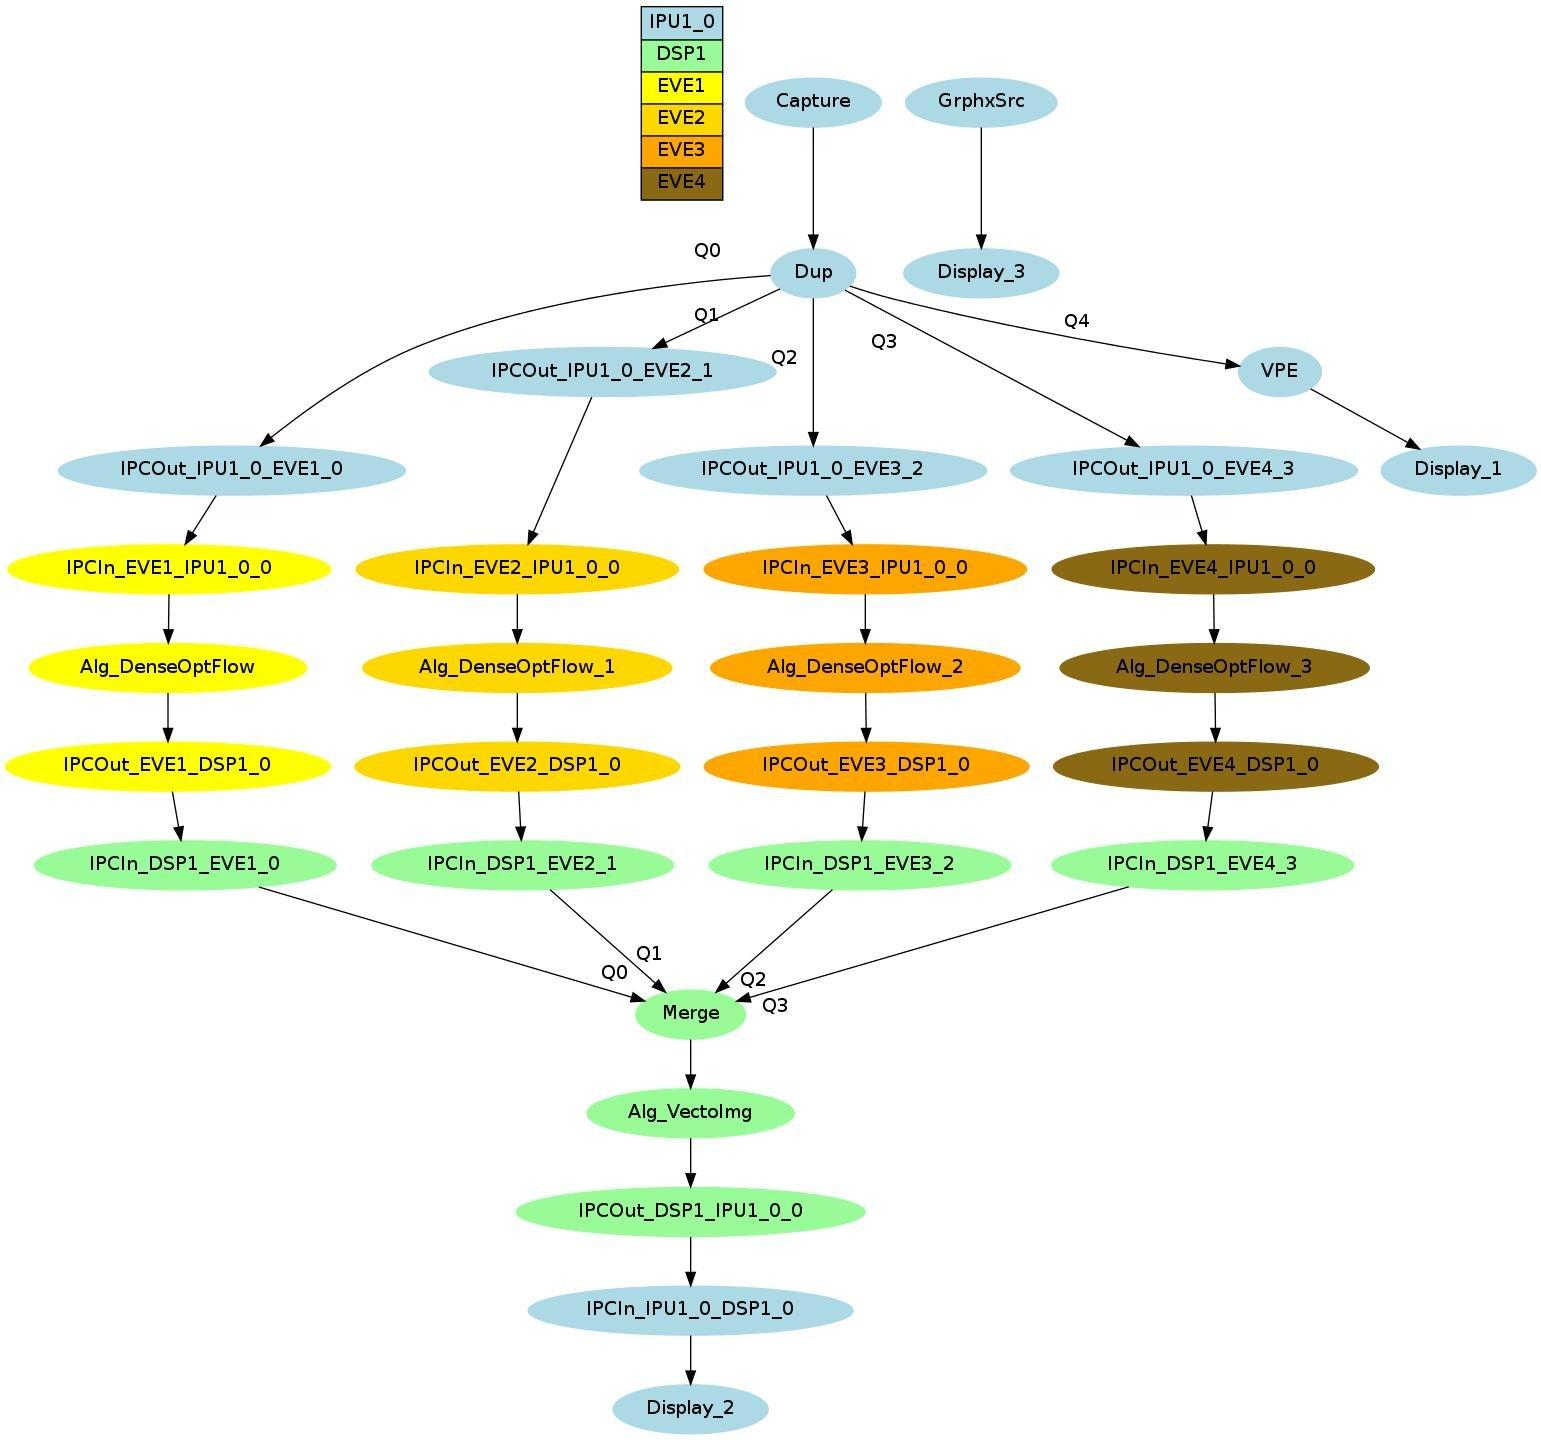 IPU1_0
DSP1
EVE1
EVE2
EVE3
EVE4
Capture
GrphxSrc
Q0
Dup
Display_3
Q1
Q2
Q3
Q4
IPCOut_IPU1_0_EVE2_1
VPE
IPCOut_IPU1_0_EVE1_0
IPCOut_IPU1_0_EVE3_2
IPCOut_IPU1_0_EVE4_3
Display_1
IPCIn_EVE1_IPU1_0_0
IPCIn_EVE2_IPU1_0_0
IPCIn_EVE3_IPU1_0_0
IPCIn_EVE4_IPU1_0_0
Alg_DenseOptFlow
Alg_DenseOptFlow_1
Alg_DenseOptFlow_2
Alg_DenseOptFlow_3
IPCOut_EVE1_DSP1_0
IPCOut_EVE2_DSP1_0
IPCOut_EVE3_DSP1_0
IPCOut_EVE4_DSP1_0
IPCIn_DSP1_EVE1_0
IPCIn_DSP1_EVE2_1
IPCIn_DSP1_EVE3_2
IPCIn_DSP1_EVE4_3
Q0
Q1
Q2
Q3
Merge
Alg_VectoImg
IPCOut_DSP1_IPU1_0_0
IPCIn_IPU1_0_DSP1_0
Display_2